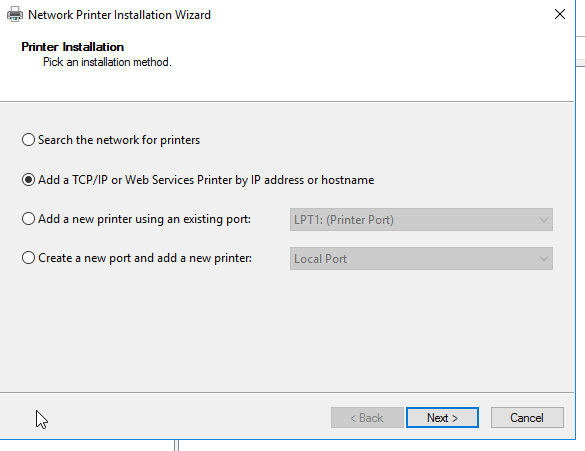 Network Printer Installation Wizard
Printer Installation
Pick an installation method.
Search the network for printers
Add a TCP/IP or Web Services Printer by IP address or hostname
Add a new printer using an existing port: LPT1: (Printer Port)
Create a new port and add a new printer: Local Port
< Back Next > Cancel